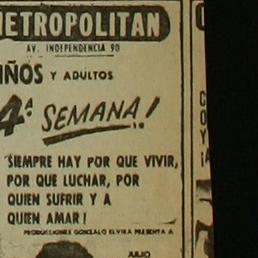 METROPOLITAN
AV. INDEPENDENCIA 90
IÑOS Y ADULTOS
4ª SEMANA!
SIEMPRE HAY POR QUE VIVIR,
POR QUE LUCHAR, POR
QUIEN SUFRIR Y A
QUIEN AMAR!
PRODUCCIONES GONZALO ELVIRA PRESENTA A
JULIO